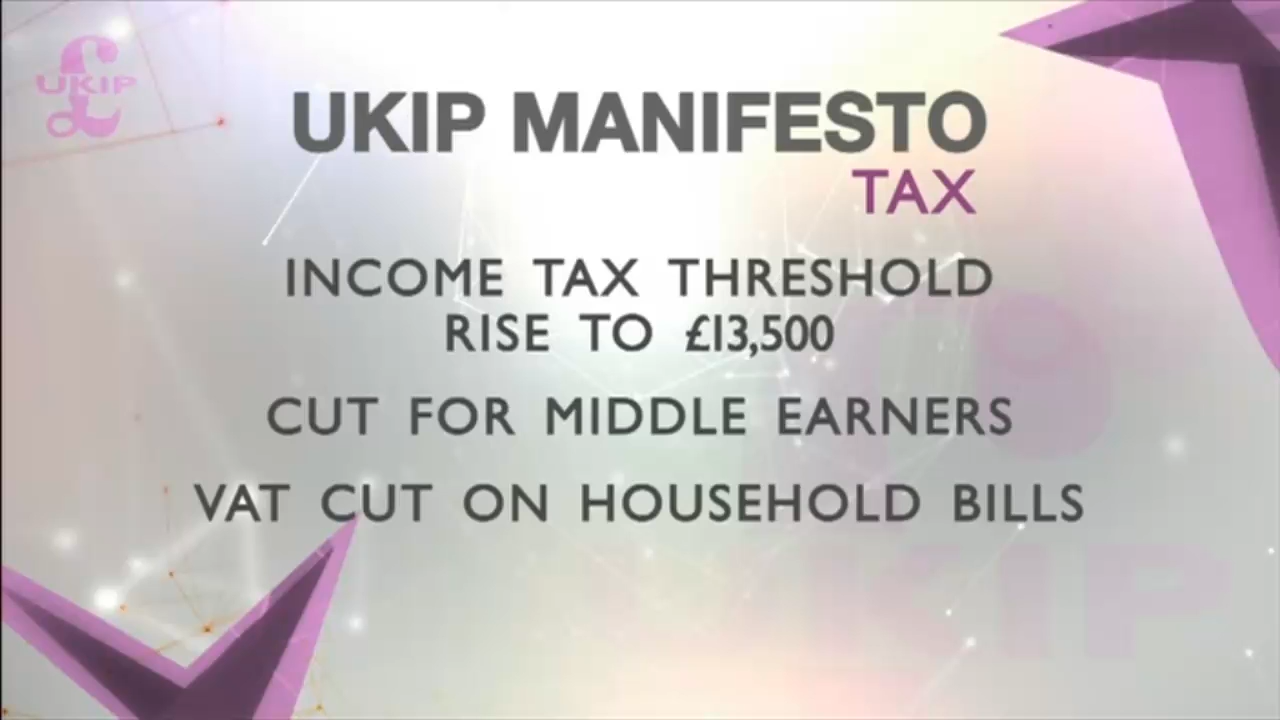 UKIP
UKIP MANIFESTO
TAX
INCOME TAX THRESHOLD
RISE TO £13,500
CUT FOR MIDDLE EARNERS
VAT CUT ON HOUSEHOLD BILLS
UKIP